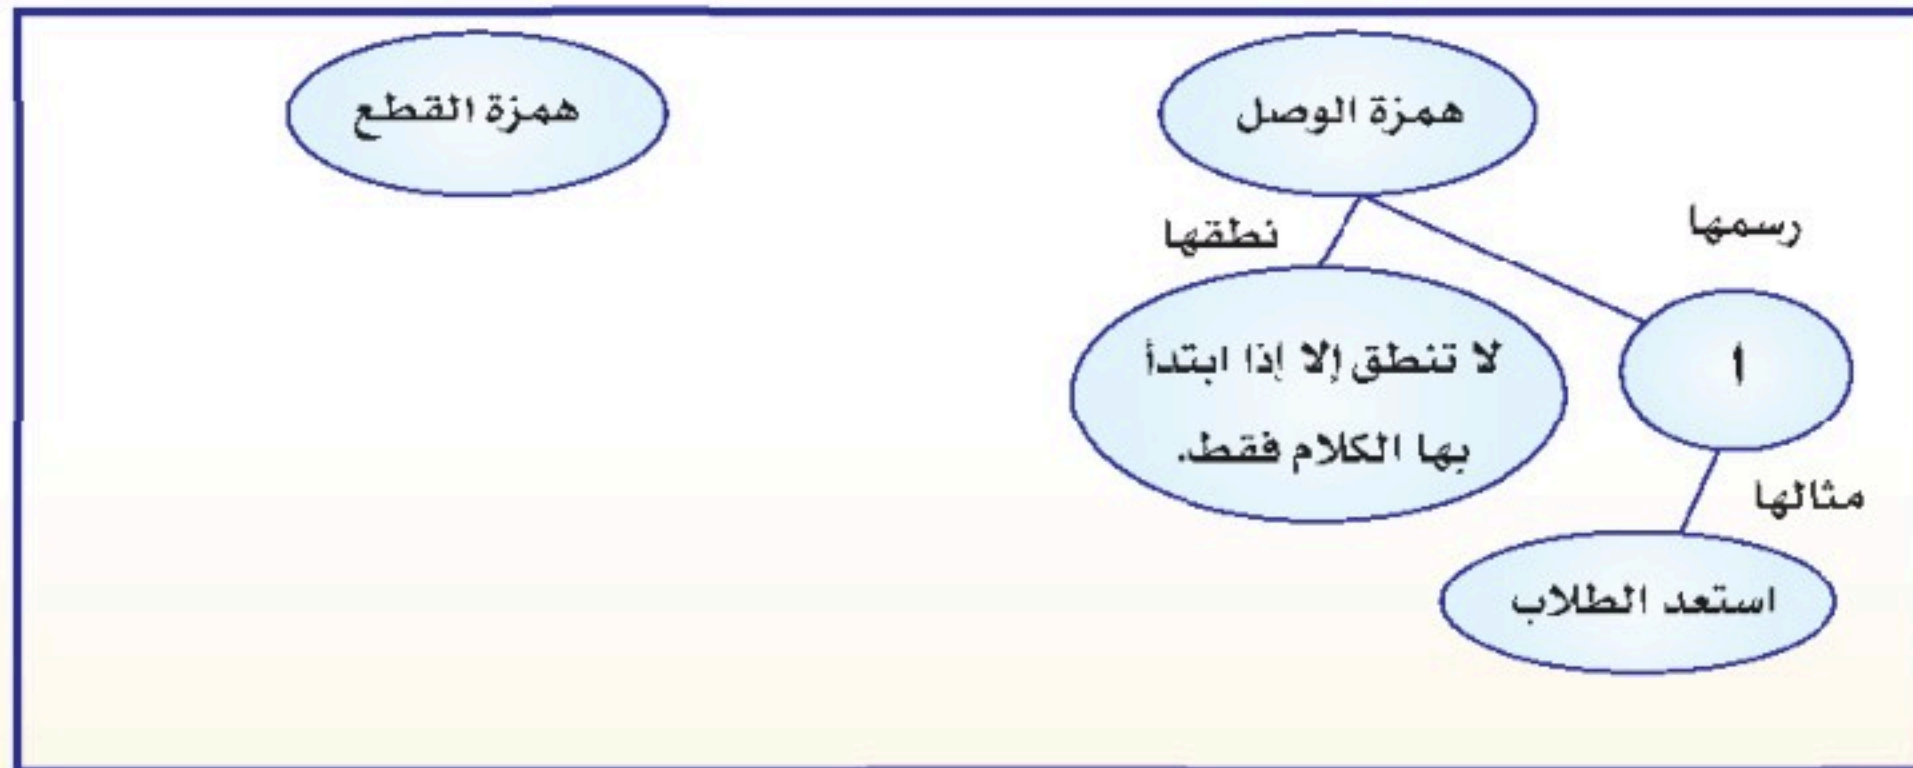 همزة الوصل
همزة القطع
رسمها
نطقها
ا
لا تنطق إلا إذا ابتدأ
بها الكلام فقط.
مثالها
استعد الطلاب